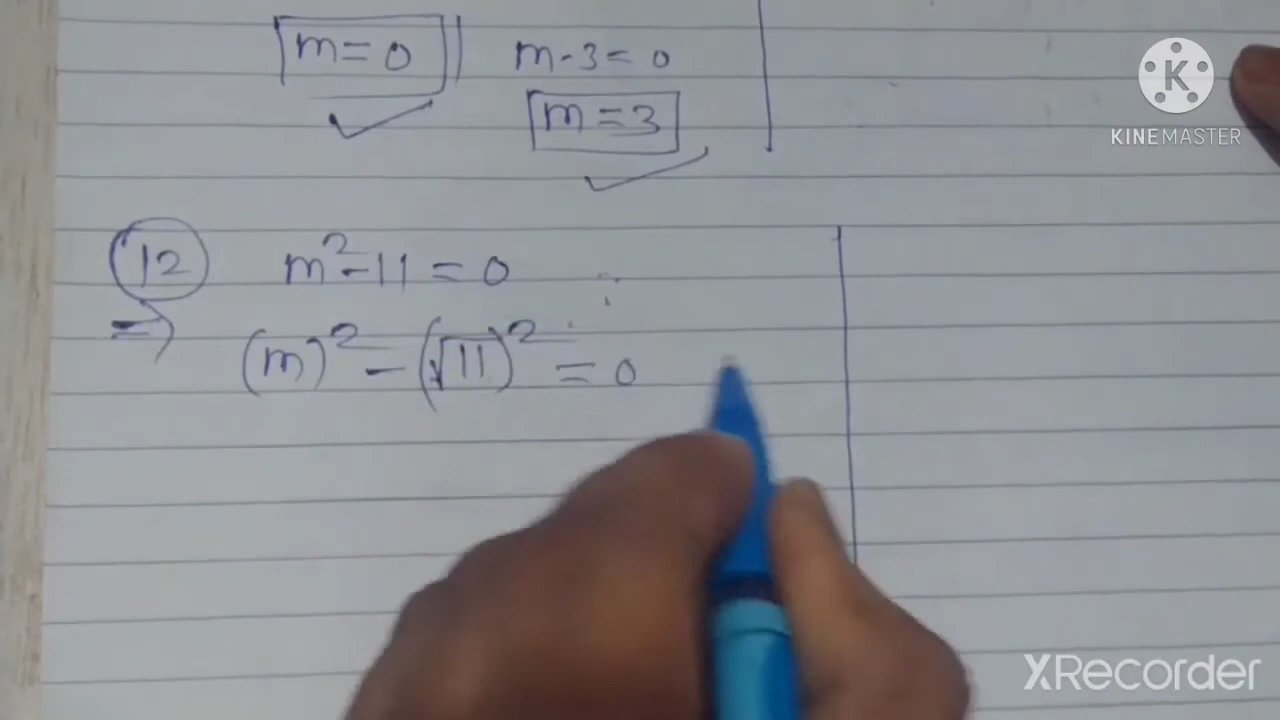 m = 0 m - 3 = 0
m = 3
K
KINEMASTER
12 m² - 11 = 0
⇒ (m)² - (√11)² = 0
XRecorder